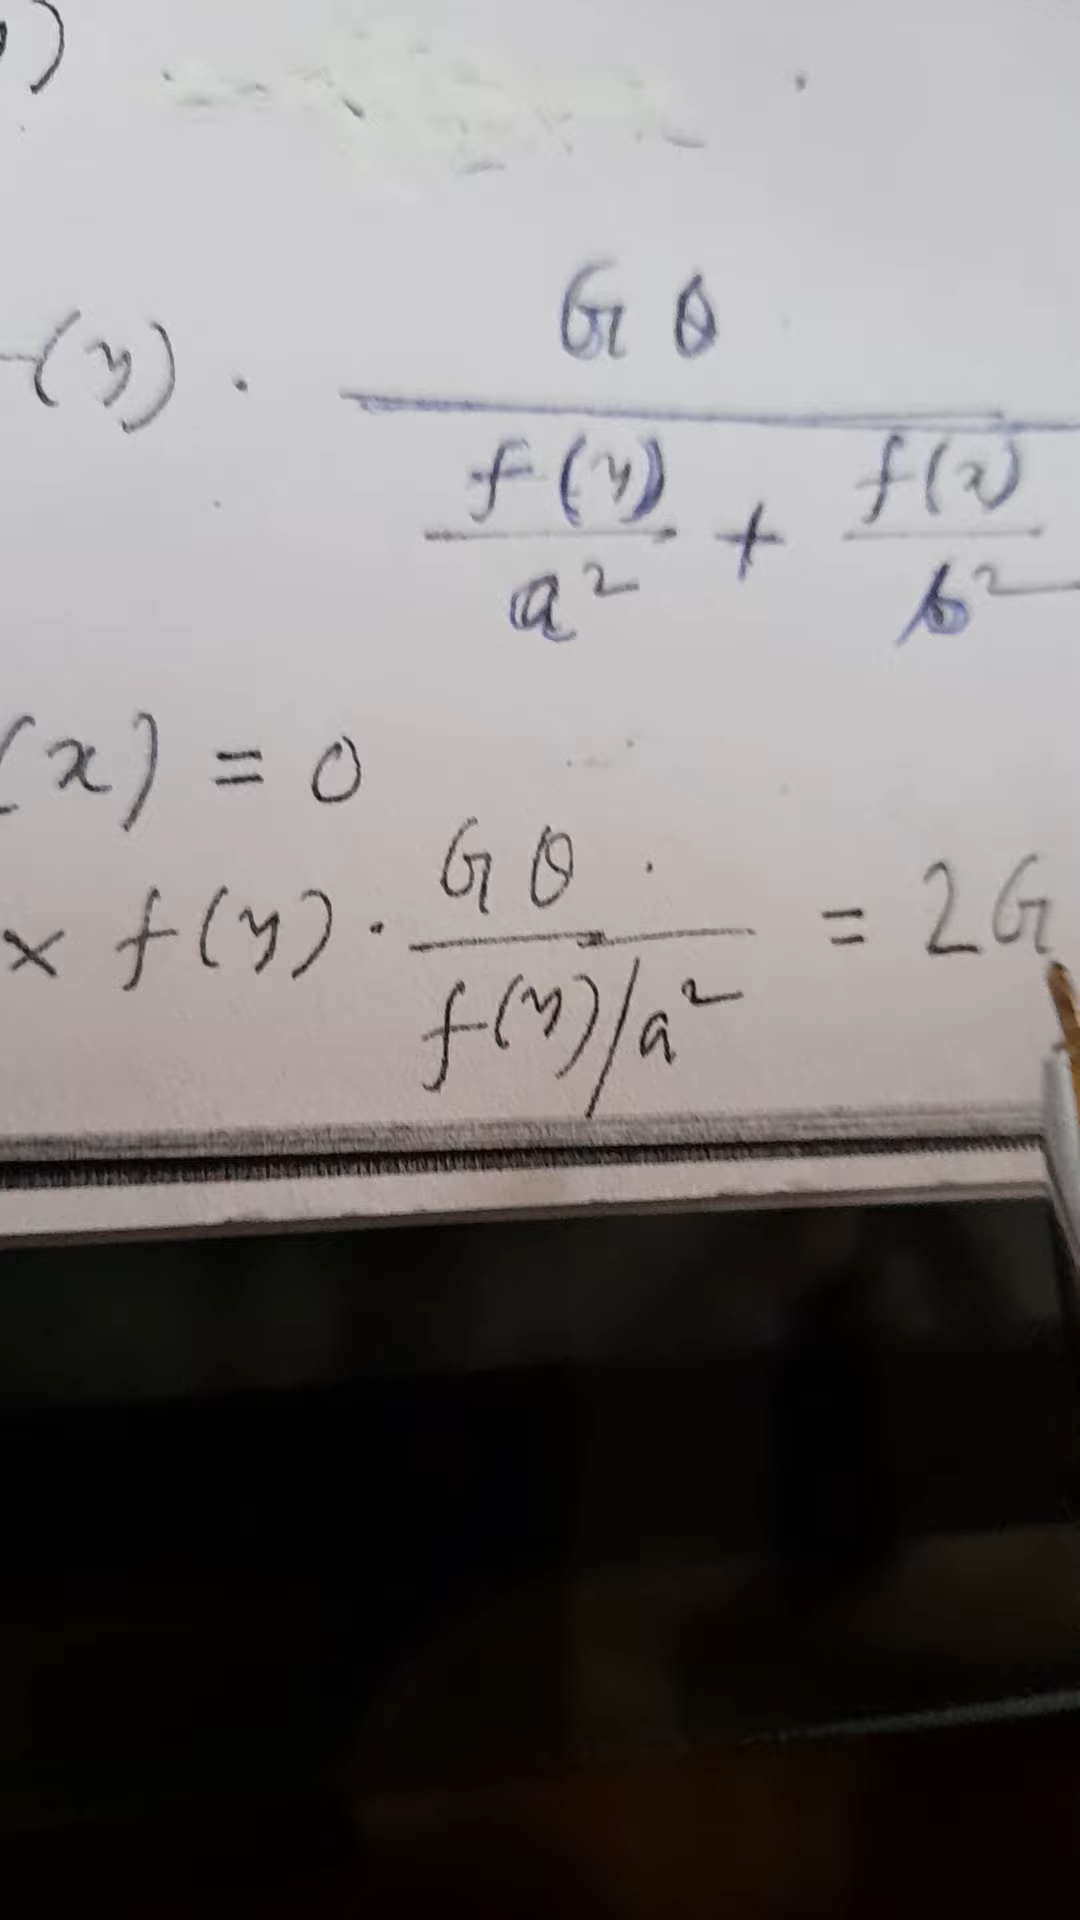 )
(y) · Gθ / (f(y)/a² + f(x)/b²)
(x) = 0
x f(y) · Gθ / (f(y)/a²) = 2G